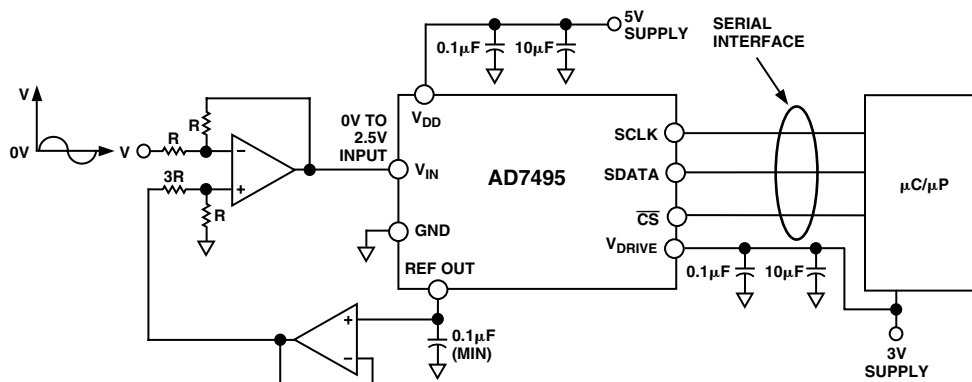 5V
SUPPLY
SERIAL
INTERFACE
0.1µF
10µF
V
R
0V TO
2.5V
INPUT
VDD
0V
V
R
–
+
3R
R
VIN
AD7495
SCLK
SDATA
CS
µC/µP
GND
VDRIVE
REF OUT
0.1µF
10µF
+
–
0.1µF
(MIN)
3V
SUPPLY